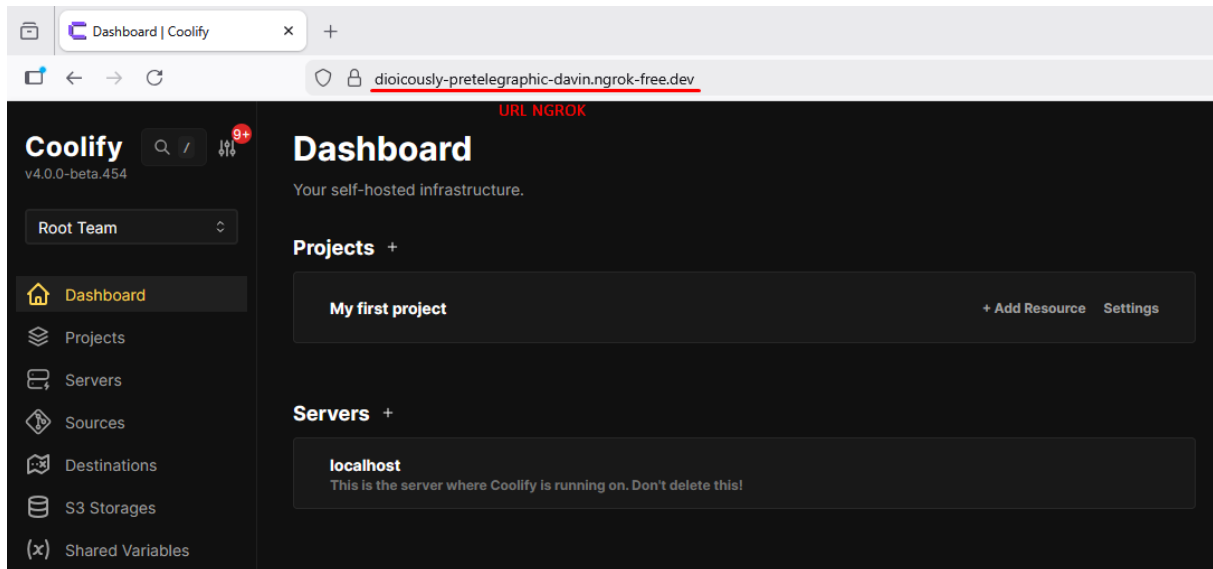 Dashboard | Coolify
dioicously-pretelegraphic-davin.ngrok-free.dev
URL NGROK
Coolify
/
9+
v4.0.0-beta.454
Root Team
Dashboard
Projects
Servers
Sources
Destinations
S3 Storages
(x) Shared Variables
Dashboard
Your self-hosted infrastructure.
Projects +
My first project
+ Add Resource Settings
Servers +
localhost
This is the server where Coolify is running on. Don't delete this!